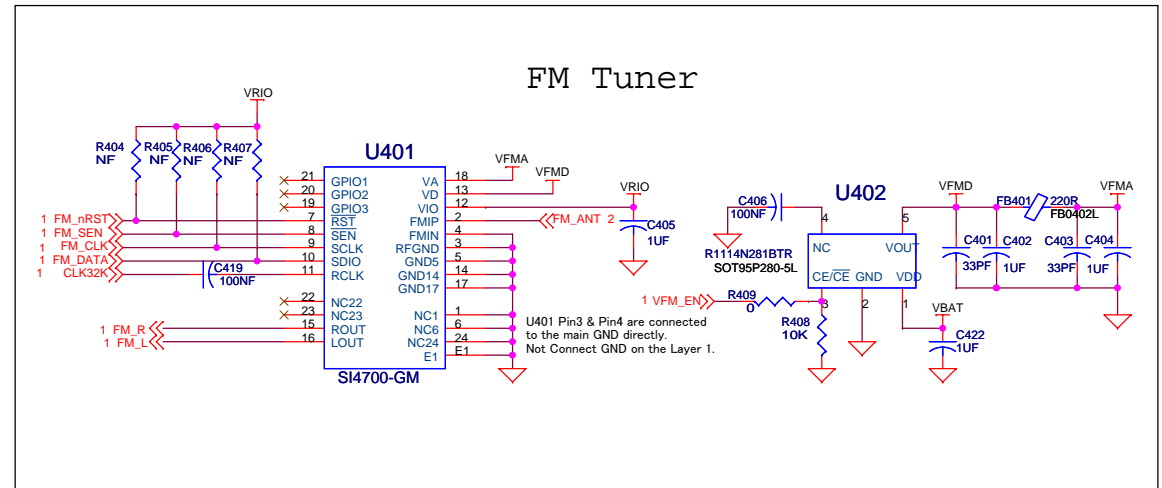 FM Tuner
VRIO
R404
NF
R405
NF
R406
NF
R407
NF
U401
21 GPIO1
20 GPIO2
19 GPIO3
7 RST
8 SEN
9 SCLK
10 SDIO
11 RCLK
22 NC22
23 NC23
15 ROUT
16 LOUT
VA 18
VD 13
VIO 12
FMIP 2
FMIN 4
RFGND 3
GND5 5
GND14 14
GND17 17
NC1 1
NC6 6
NC24 24
E1 E1
SI4700-GM
1 FM_nRST
1 FM_SEN
1 FM_CLK
1 FM_DATA
1 CLK32K
C419
100NF
1 FM_R
1 FM_L
VFMA
VFMD
VRIO
FM_ANT 2
C405
1UF
U401 Pin3 & Pin4 are connected
to the main GND directly.
Not Connect GND on the Layer 1.
U402
C406
100NF
4
5
NC VOUT
CE/CE GND VDD
3
2
1
R1114N281BTR
SOT95P280-5L
1 VFM_EN
R409
0
R408
10K
VBAT
C422
1UF
VFMD
FB401
220R
FB0402L
VFMA
C401
33PF
C402
1UF
C403
33PF
C404
1UF